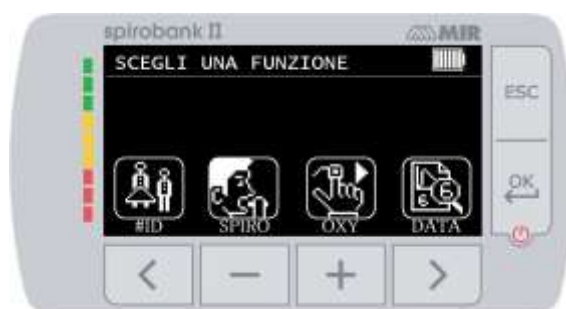 spirobank II MIR
SCEGLI UNA FUNZIONE
ESC
#ID SPIRO OXY DATA
OK
< − + >